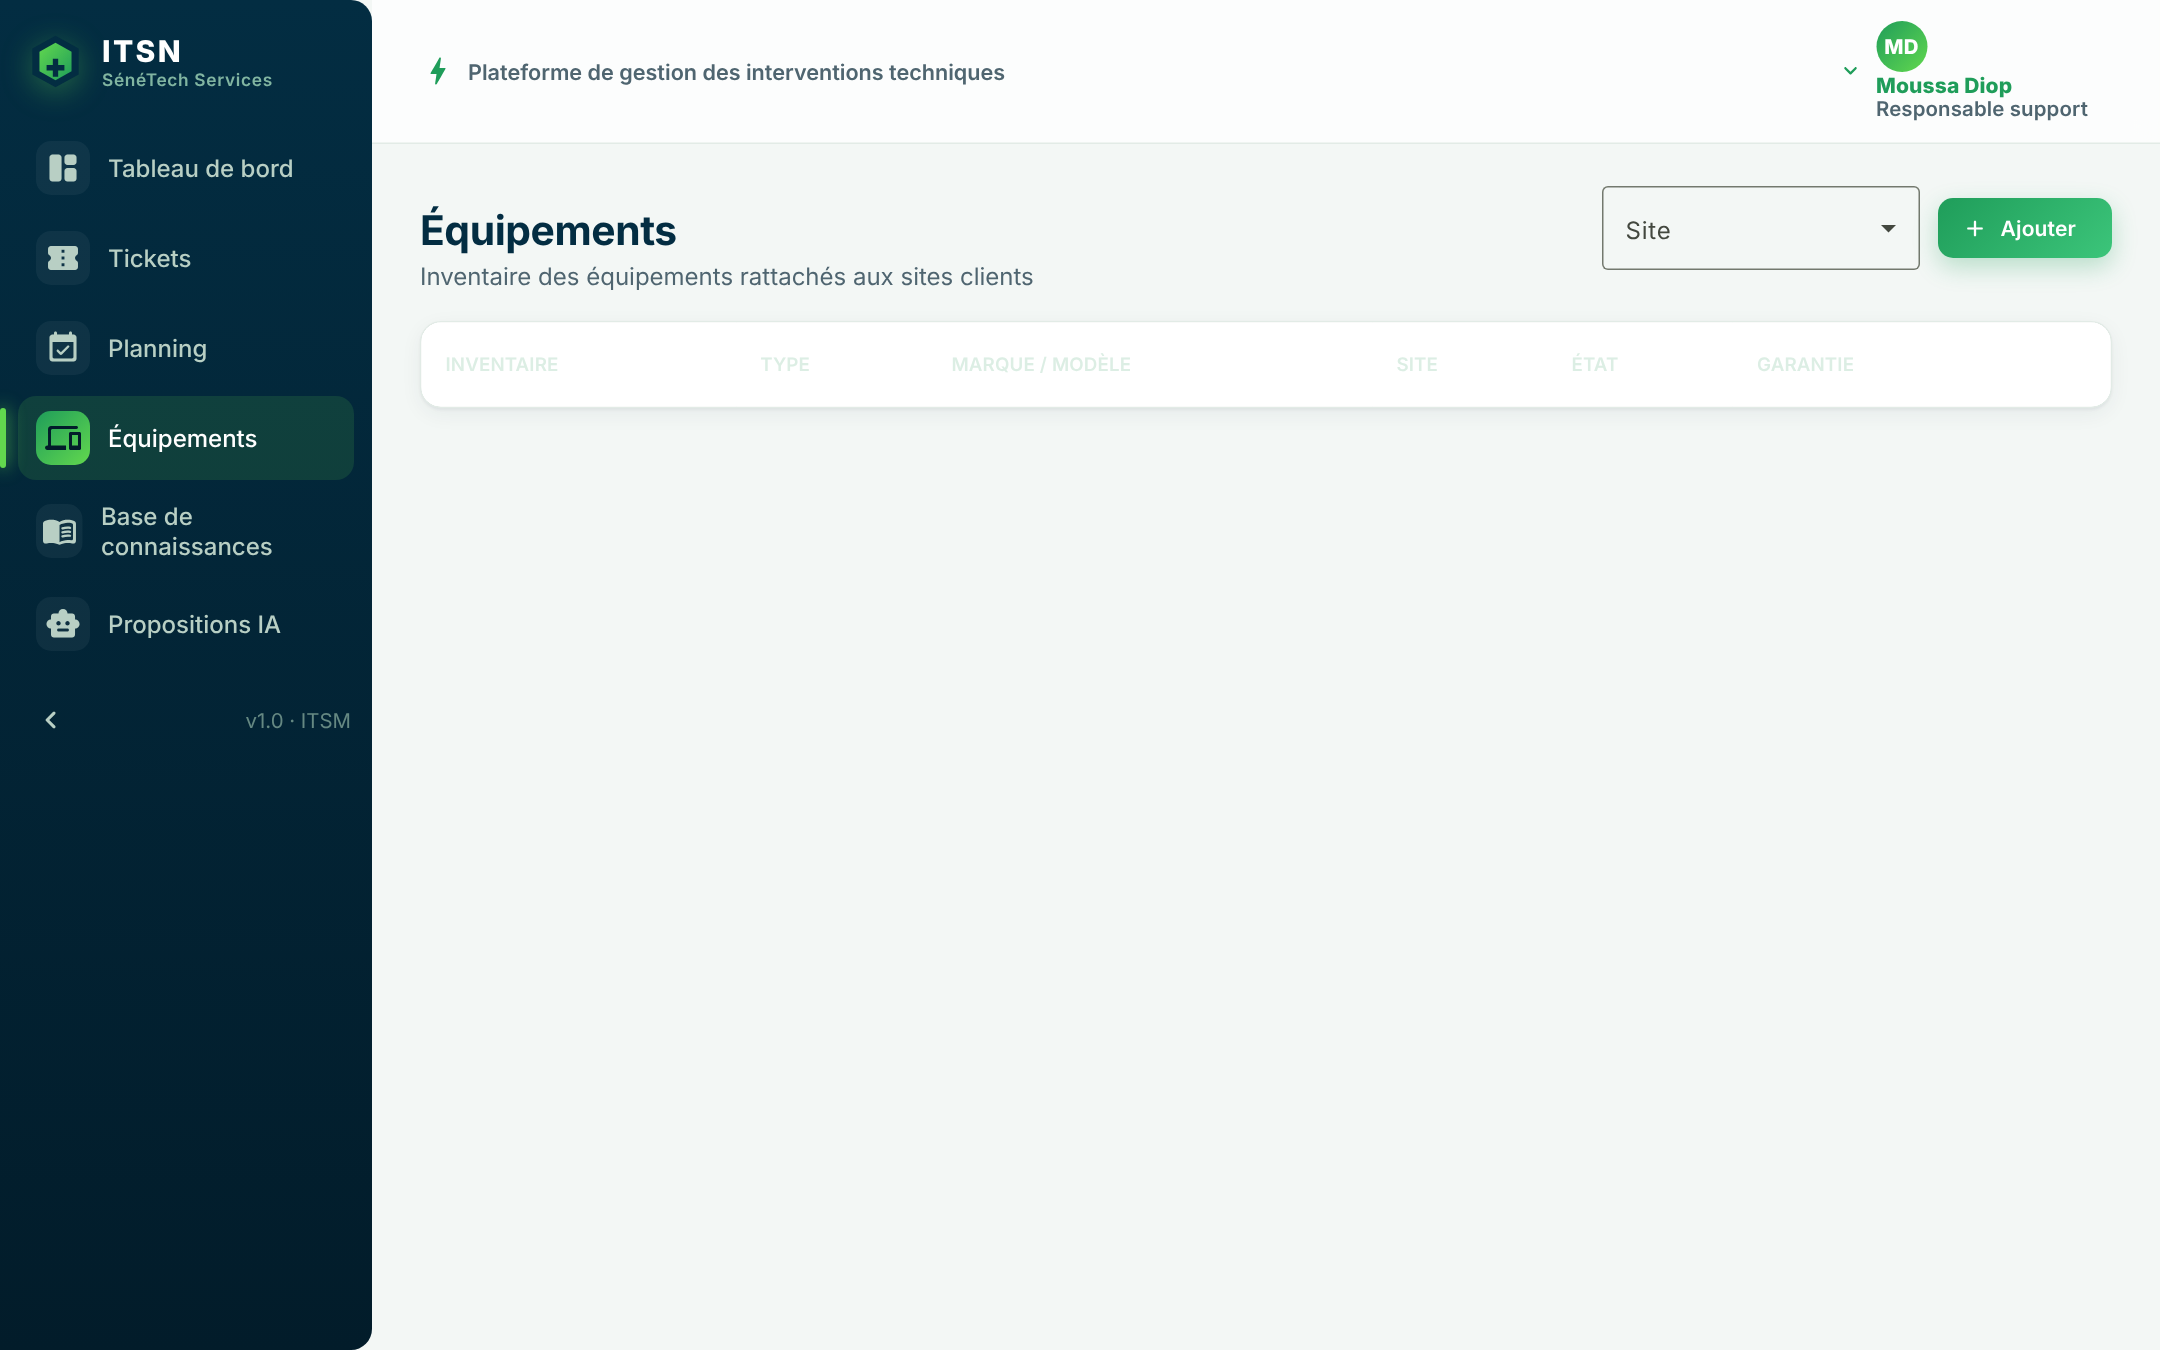 ITSN
SénéTech Services
Tableau de bord
Tickets
Planning
Équipements
Base de
connaissances
Propositions IA
v1.0 · ITSM
Plateforme de gestion des interventions techniques
MD
Moussa Diop
Responsable support
Équipements
Inventaire des équipements rattachés aux sites clients
Site
Ajouter
INVENTAIRE TYPE MARQUE / MODÈLE SITE ÉTAT GARANTIE